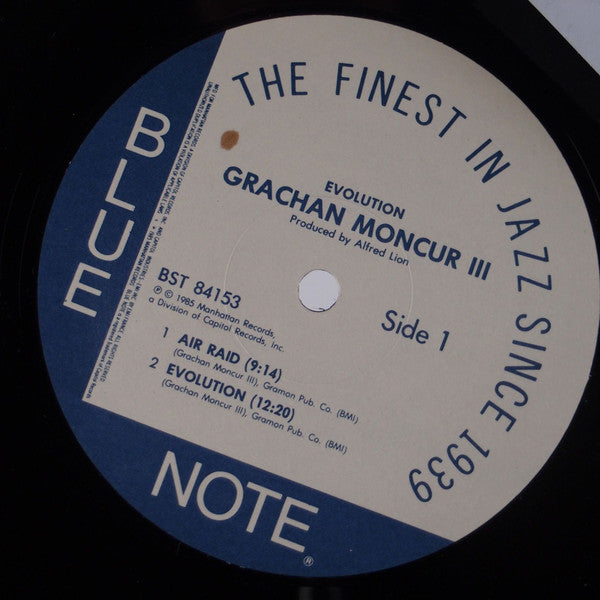 THE FINEST IN JAZZ SINCE 1939
BLUE
NOTE
®
EVOLUTION
GRACHAN MONCUR III
Produced by Alfred Lion
BST 84153
℗ © 1985 Manhattan Records,
a Division of Capitol Records, Inc.
Side 1
1 AIR RAID (9:14)
(Grachan Moncur III), Gramon Pub. Co. (BMI)
2 EVOLUTION (12:20)
(Grachan Moncur III), Gramon Pub. Co. (BMI)